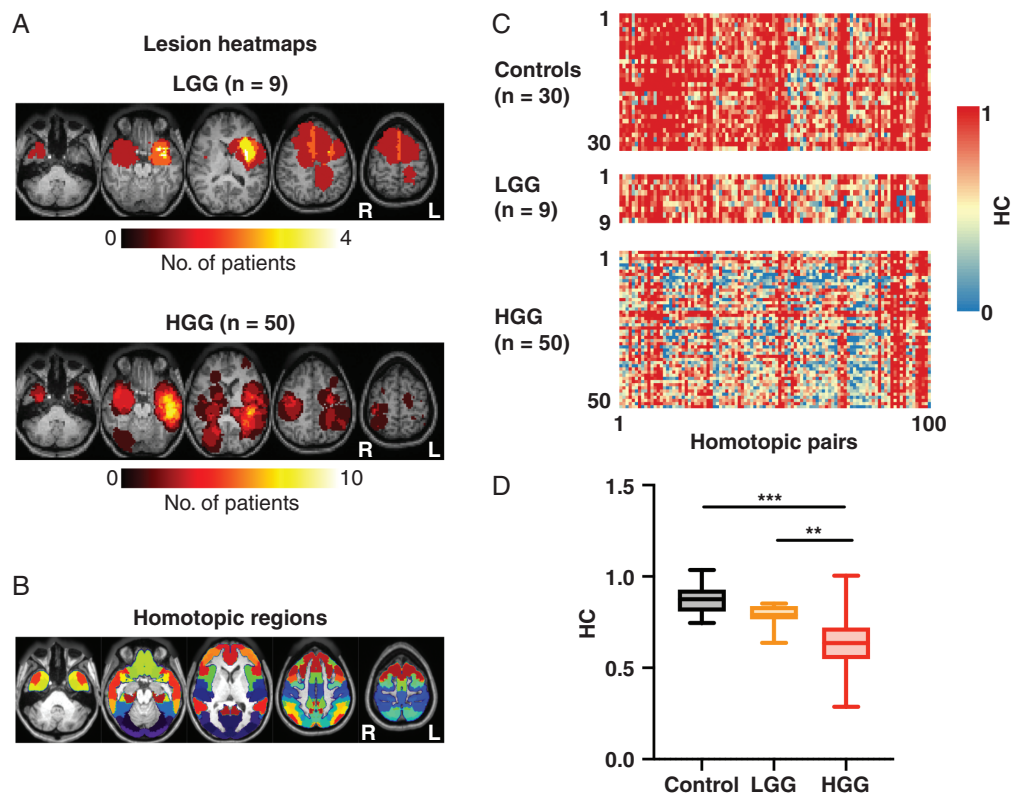 A
Lesion heatmaps
LGG (n = 9)
R L
0 4
No. of patients
HGG (n = 50)
R L
0 10
No. of patients
B
Homotopic regions
R L
C
Controls
(n = 30)
1
30
LGG
(n = 9)
1
9
HGG
(n = 50)
1
50
1 100
Homotopic pairs
1
HC
0
D
1.5
1.0
0.5
0.0
HC
***
**
Control LGG HGG